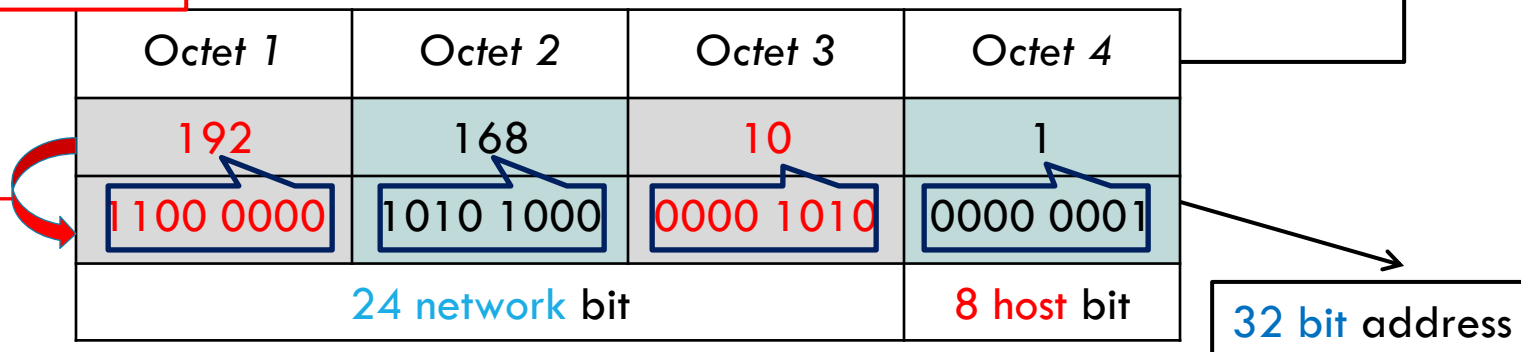 Octet 1 Octet 2 Octet 3 Octet 4
192 168 10 1
1100 0000 1010 1000 0000 1010 0000 0001
24 network bit 8 host bit
32 bit address